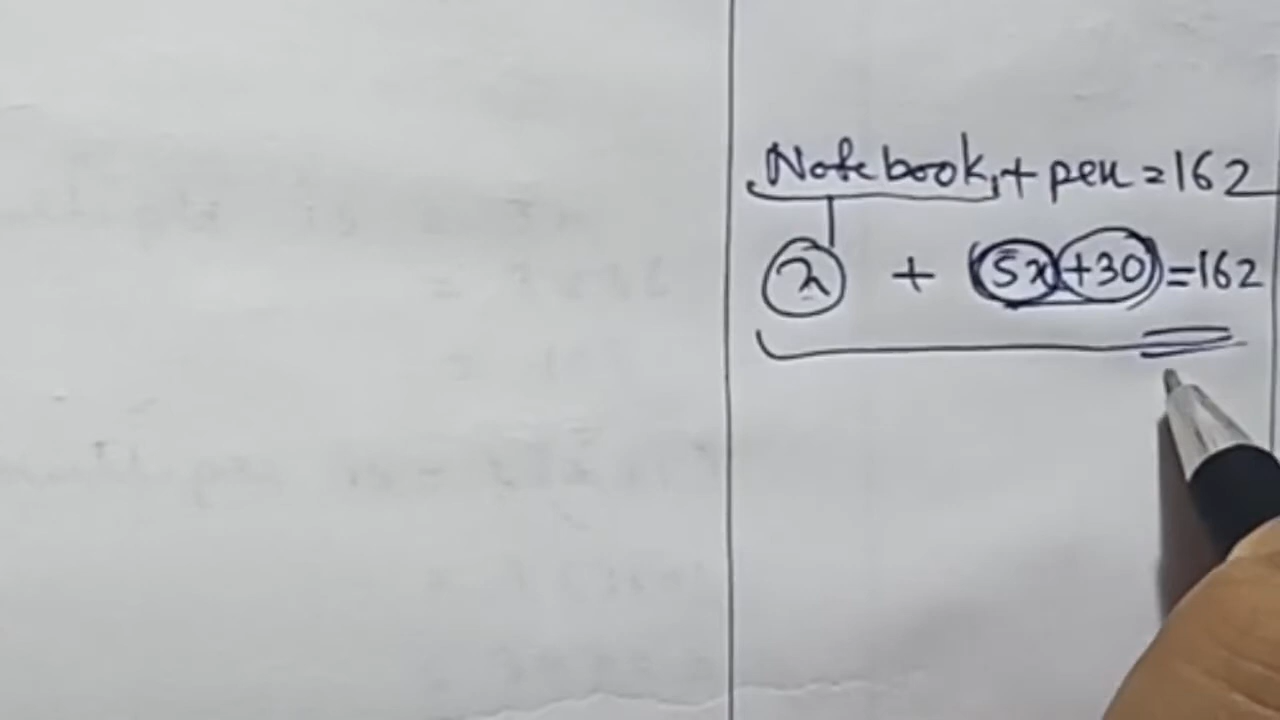 Notebook, + pen = 162
x + (5x + 30) = 162